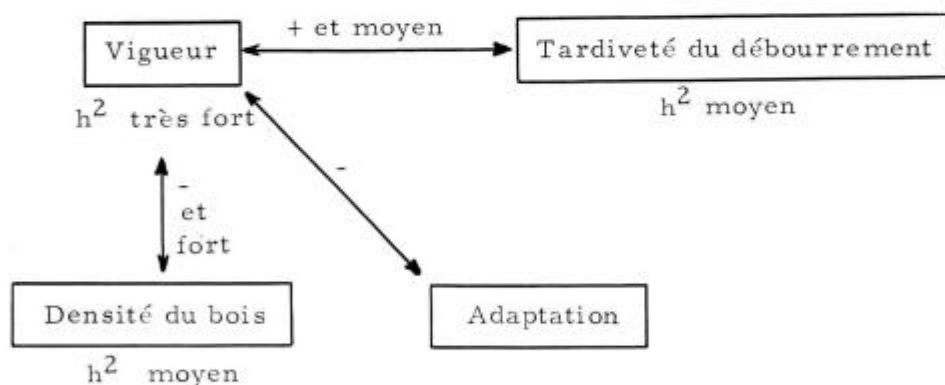 + et moyen
Vigueur
Tardiveté du débourrement
h² très fort
h² moyen
-
-
et
fort
Densité du bois
Adaptation
h² moyen